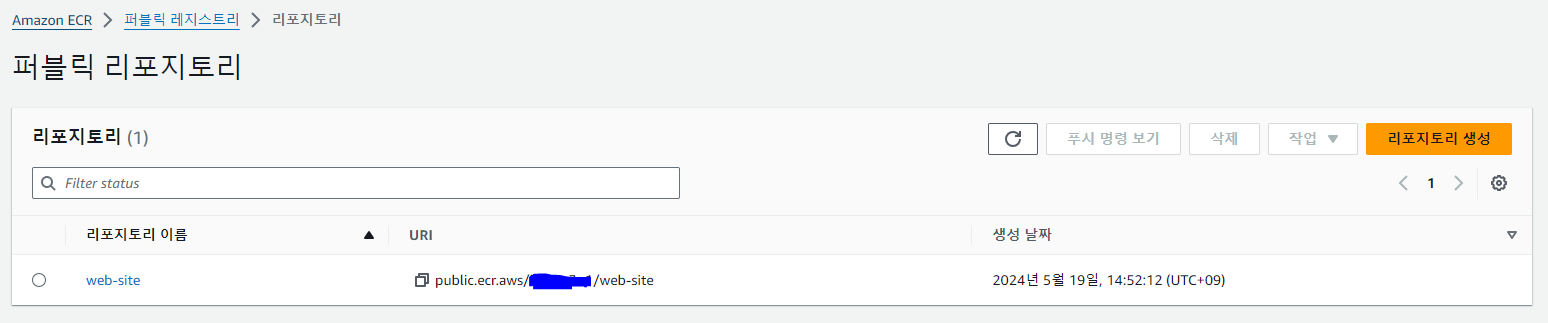 Amazon ECR > 퍼블릭 레지스트리 > 리포지토리
퍼블릭 리포지토리
리포지토리 (1)
푸시 명령 보기 삭제 작업 리포지토리 생성
Filter status
1
리포지토리 이름 URI 생성 날짜
web-site public.ecr.aws/ /web-site 2024년 5월 19일, 14:52:12 (UTC+09)